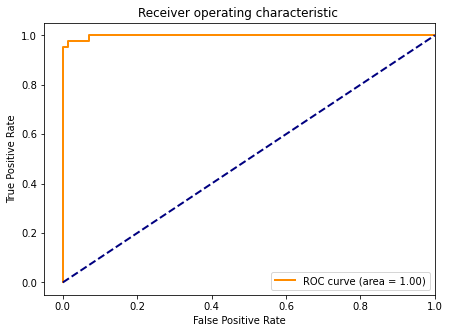 Receiver operating characteristic
True Positive Rate
1.0
0.8
0.6
0.4
0.2
0.0
ROC curve (area = 1.00)
0.0 0.2 0.4 0.6 0.8 1.0
False Positive Rate